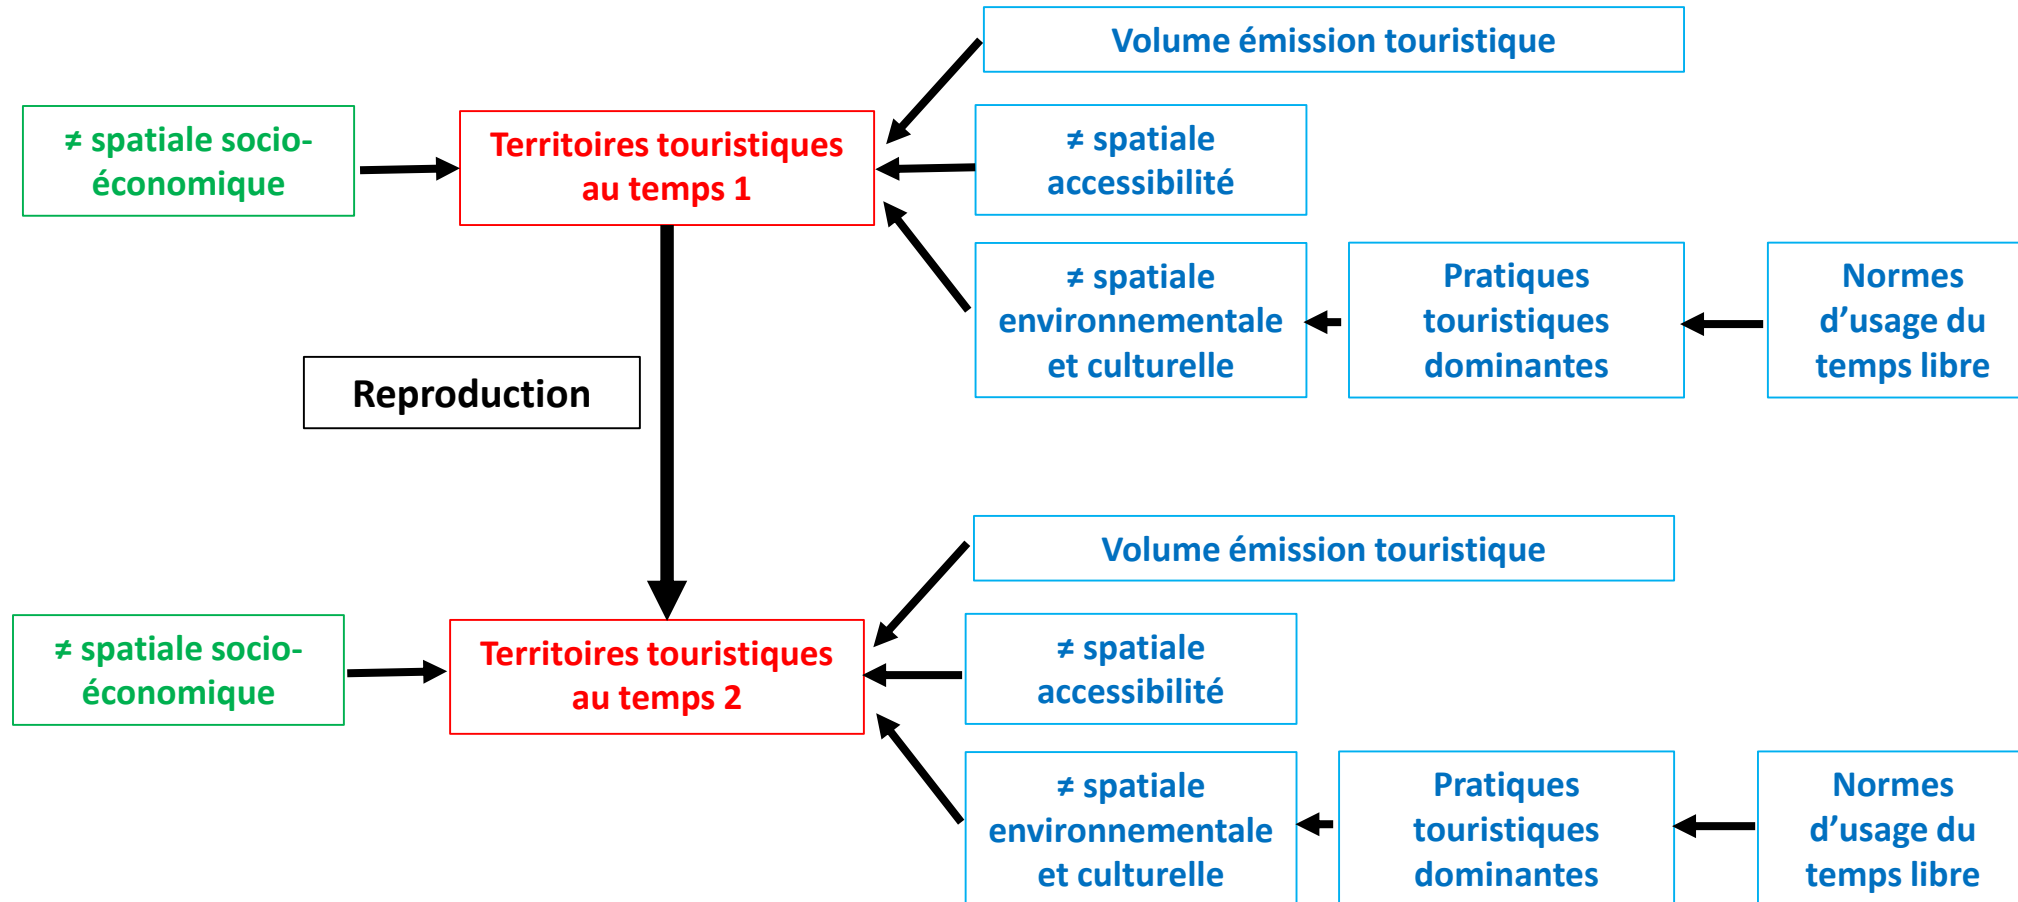 Volume émission touristique
≠ spatiale socio-
économique
Territoires touristiques
au temps 1
≠ spatiale
accessibilité
≠ spatiale
environnementale
et culturelle
Pratiques
touristiques
dominantes
Normes
d’usage du
temps libre
Reproduction
Volume émission touristique
≠ spatiale socio-
économique
Territoires touristiques
au temps 2
≠ spatiale
accessibilité
≠ spatiale
environnementale
et culturelle
Pratiques
touristiques
dominantes
Normes
d’usage du
temps libre